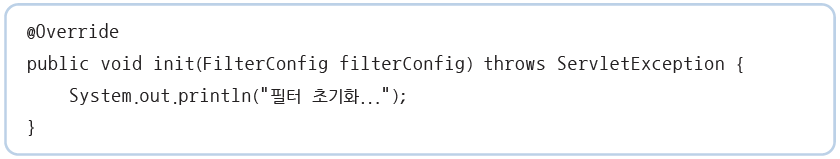 @Override
public void init(FilterConfig filterConfig) throws ServletException {
    System.out.println("필터 초기화...");
}